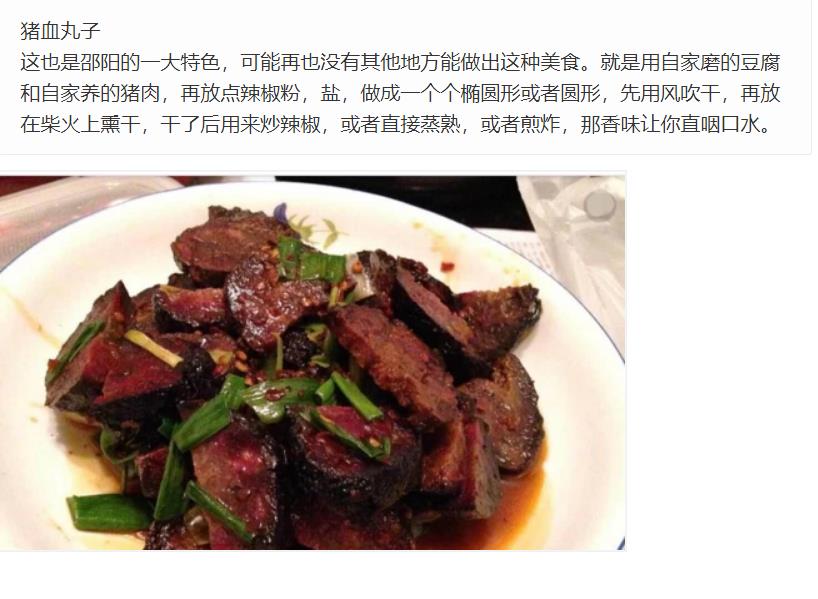 猪血丸子
这也是邵阳的一大特色，可能再也没有其他地方能做出这种美食。就是用自家磨的豆腐
和自家养的猪肉，再放点辣椒粉，盐，做成一个个椭圆形或者圆形，先用风吹干，再放
在柴火上熏干，干了后用来炒辣椒，或者直接蒸熟，或者煎炸，那香味让你直咽口水。